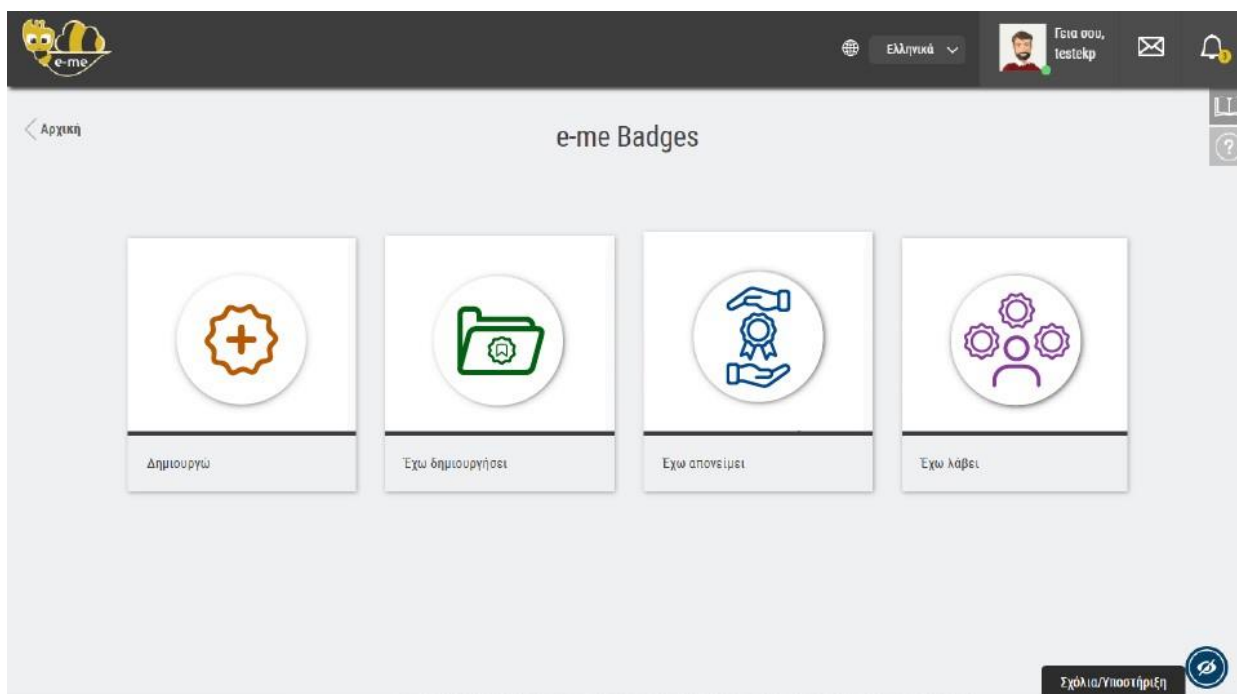 e-me
Ελληνικά
Γεια σου,
testekp
Αρχική
e-me Badges
Δημιουργώ
Έχω δημιουργήσει
Έχω απονείμει
Έχω λάβει
Σχόλια/Υποστήριξη